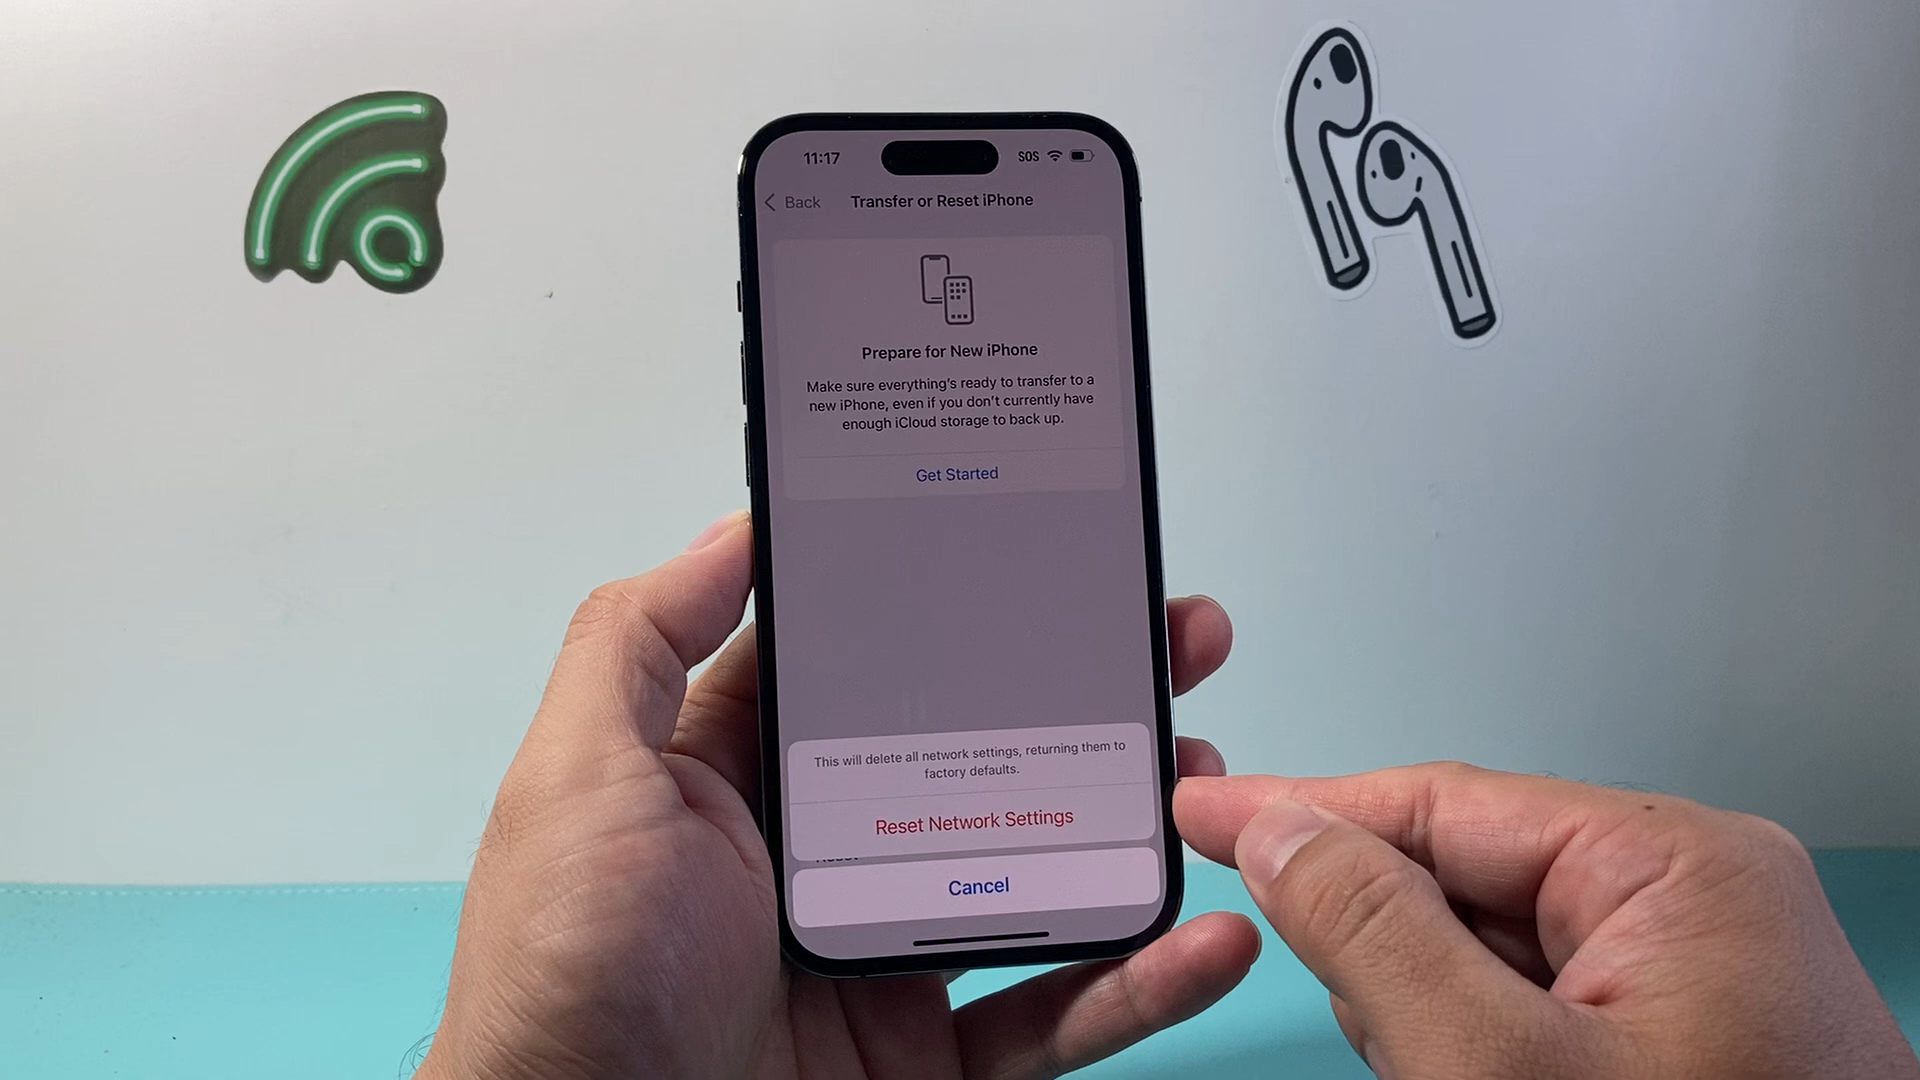 11:17
SOS
Back
Transfer or Reset iPhone
Prepare for New iPhone
Make sure everything's ready to transfer to a
new iPhone, even if you don't currently have
enough iCloud storage to back up.
Get Started
This will delete all network settings, returning them to
factory defaults.
Reset Network Settings
Cancel